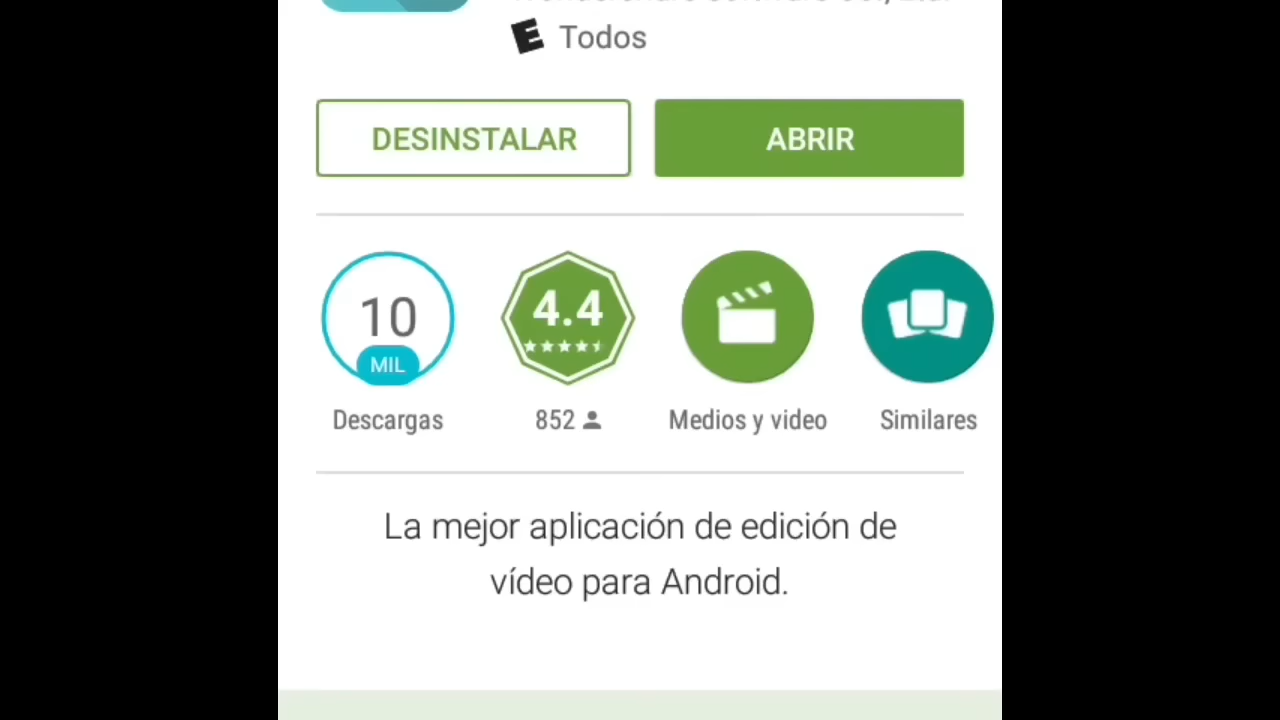 Todos
DESINSTALAR
ABRIR
10
MIL
4.4
Descargas
852
Medios y video
Similares
La mejor aplicación de edición de
vídeo para Android.